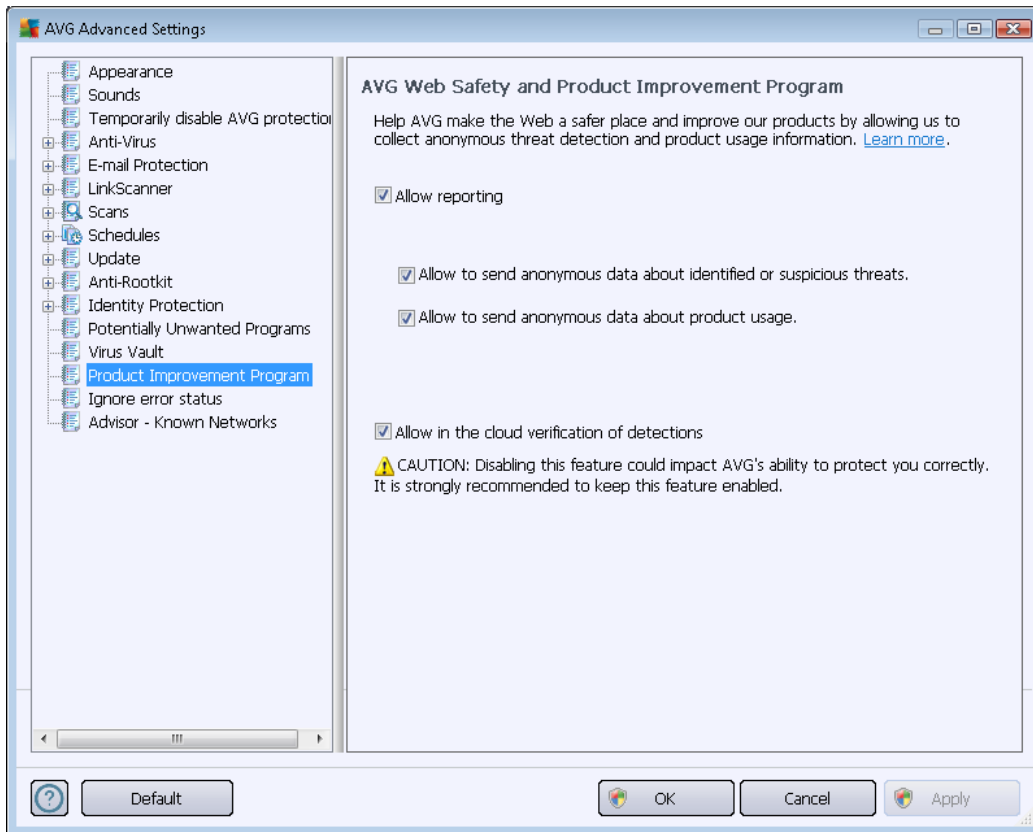 AVG Advanced Settings
Appearance
Sounds
Temporarily disable AVG protection
Anti-Virus
E-mail Protection
LinkScanner
Scans
Schedules
Update
Anti-Rootkit
Identity Protection
Potentially Unwanted Programs
Virus Vault
Product Improvement Program
Ignore error status
Advisor - Known Networks
AVG Web Safety and Product Improvement Program
Help AVG make the Web a safer place and improve our products by allowing us to
collect anonymous threat detection and product usage information. Learn more.
Allow reporting
Allow to send anonymous data about identified or suspicious threats.
Allow to send anonymous data about product usage.
Allow in the cloud verification of detections
CAUTION: Disabling this feature could impact AVG's ability to protect you correctly.
It is strongly recommended to keep this feature enabled.
Default
OK
Cancel
Apply